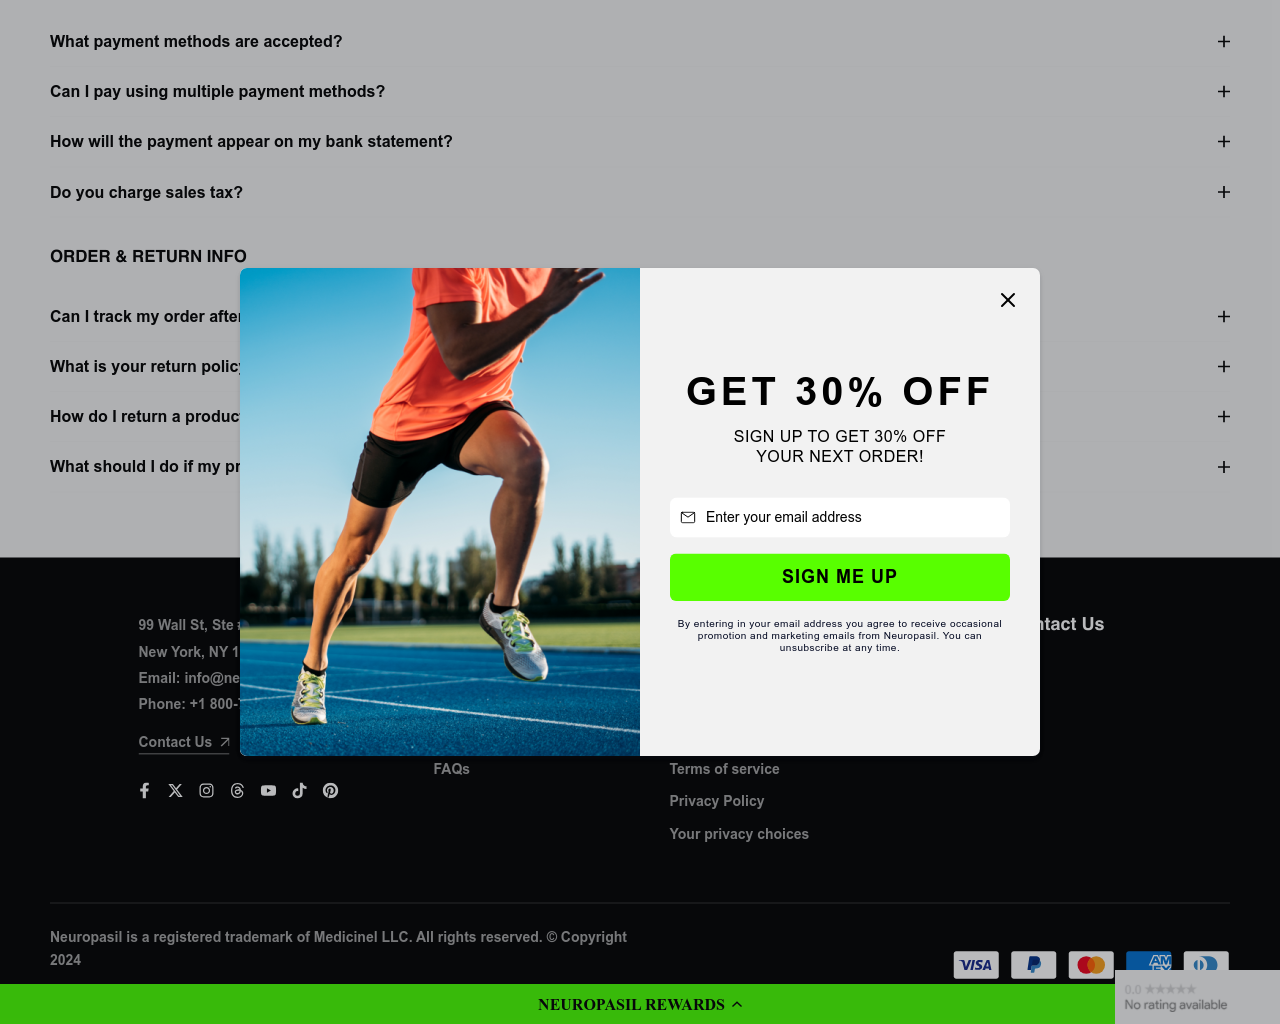 What payment methods are accepted?
Can I pay using multiple payment methods?
How will the payment appear on my bank statement?
Do you charge sales tax?
ORDER & RETURN INFO
Can I track my order after
What is your return policy
How do I return a product
What should I do if my pr
GET 30% OFF
SIGN UP TO GET 30% OFF
YOUR NEXT ORDER!
Enter your email address
SIGN ME UP
By entering in your email address you agree to receive occasional
promotion and marketing emails from Neuropasil. You can
unsubscribe at any time.
99 Wall St, Ste
New York, NY 1
Email: info@ne
Phone: +1 800-
Contact Us
FAQs
Terms of service
Privacy Policy
Your privacy choices
ntact Us
Neuropasil is a registered trademark of Medicinel LLC. All rights reserved. © Copyright
2024
VISA
AM
NEUROPASIL REWARDS
0.0 ★★★★★
No rating available